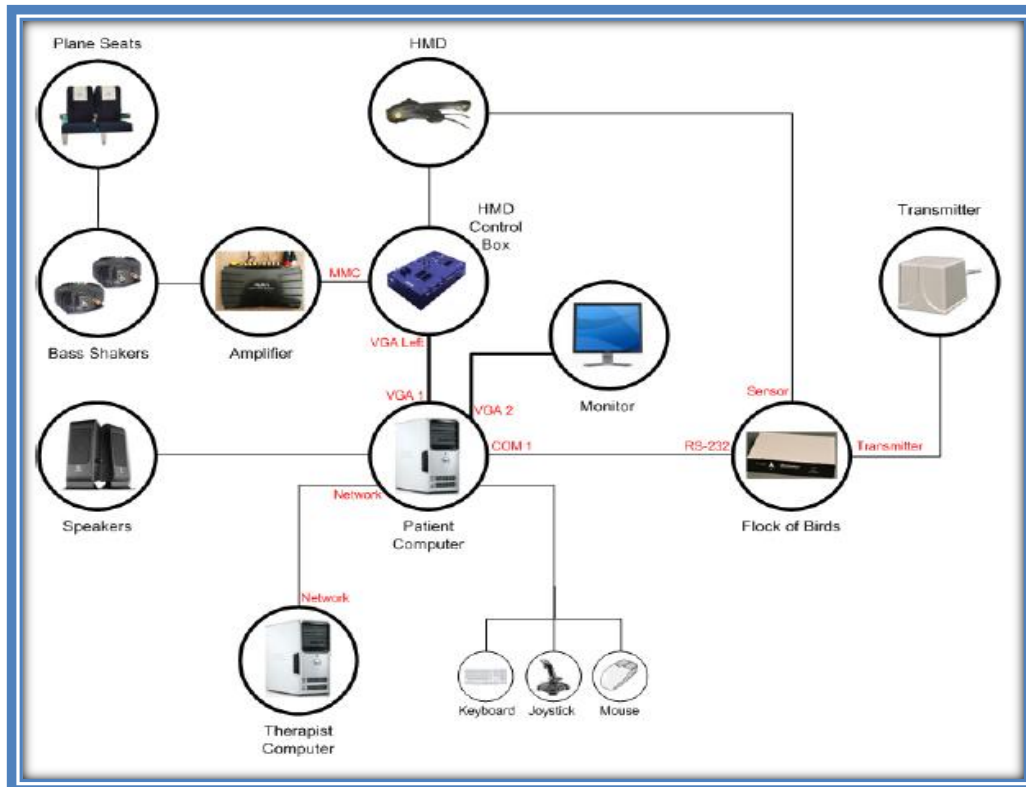 Plane Seats
HMD
HMD
Control
Box
Transmitter
MMC
Bass Shakers
Amplifier
VGA Left
Monitor
VGA 1
VGA 2
Sensor
COM 1
RS-232
Transmitter
Network
Speakers
Patient
Computer
Flock of Birds
Network
Keyboard
Joystick
Mouse
Therapist
Computer